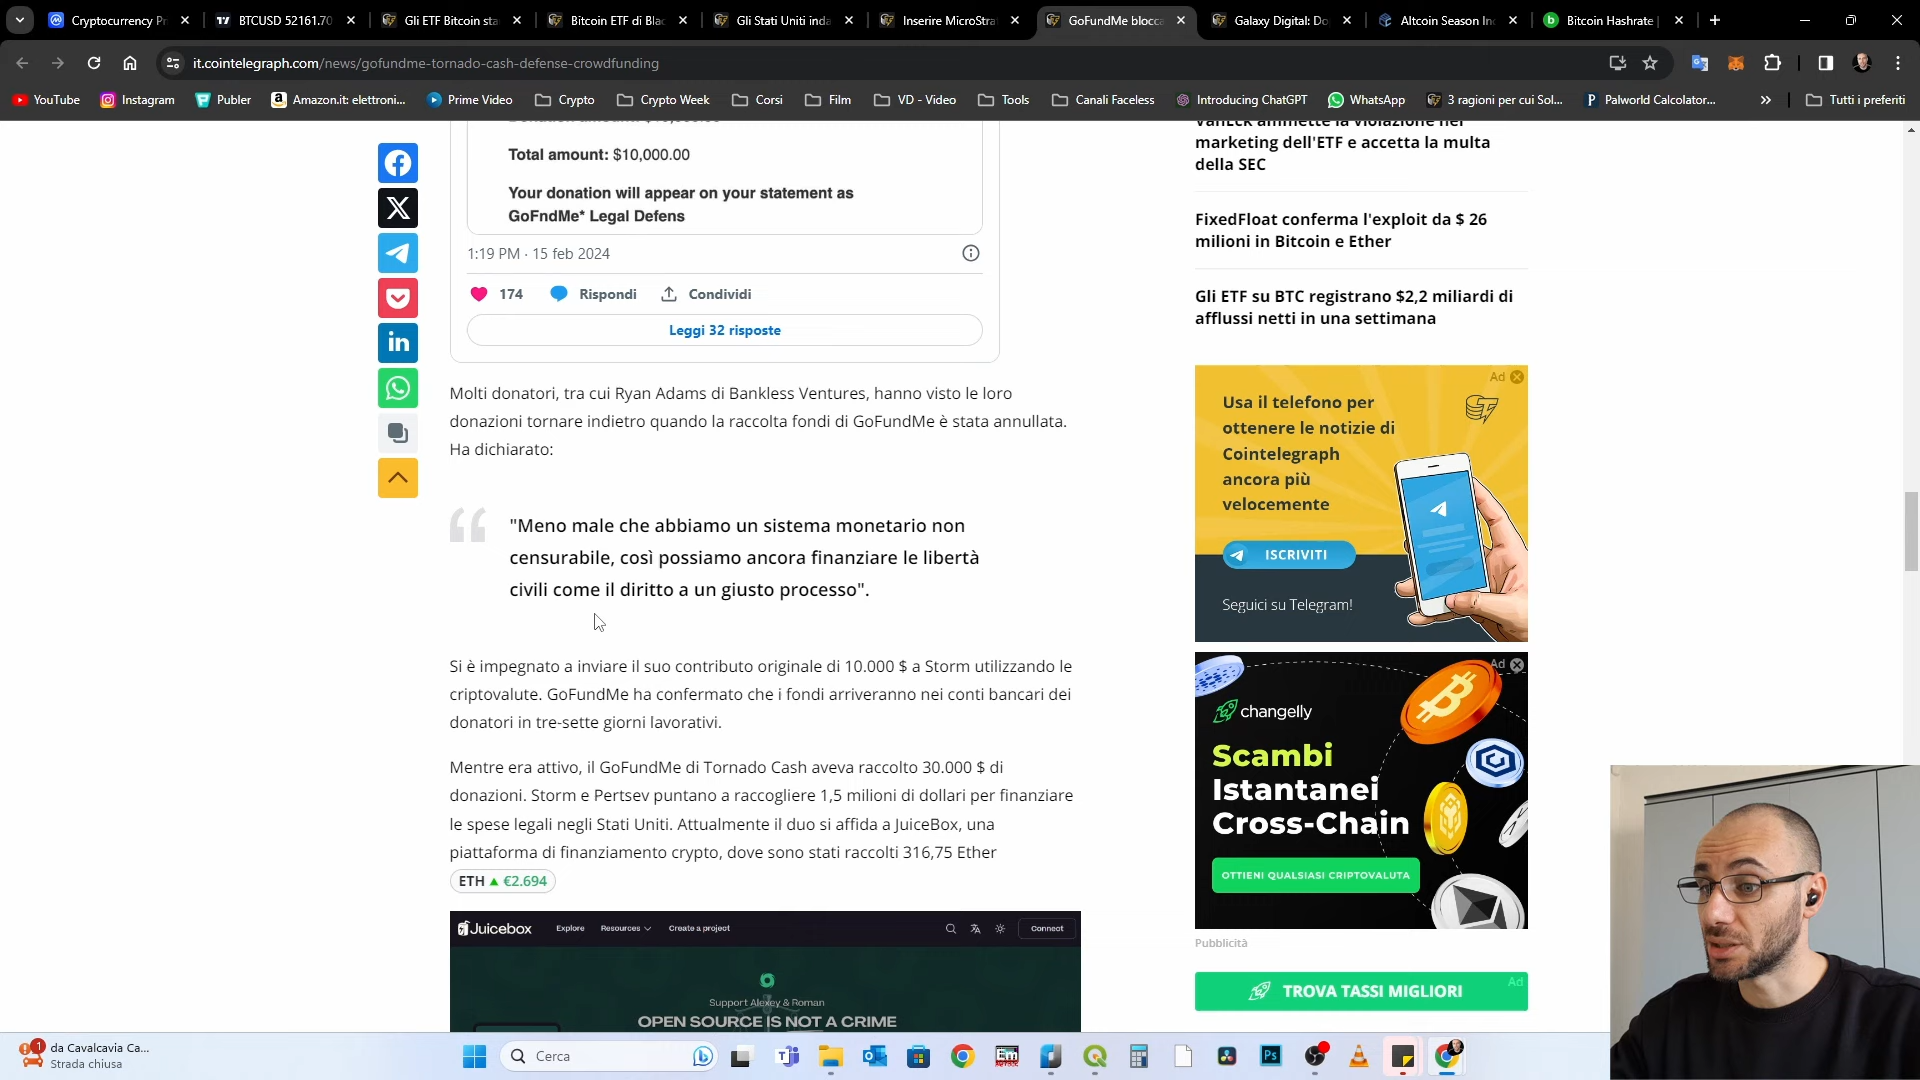 Cryptocurrency Pr
BTCUSD 52161.70
Gli ETF Bitcoin sta
Bitcoin ETF di Bla
Gli Stati Uniti inda
Inserire MicroStra
GoFundMe blocca
Galaxy Digital: Do
Altcoin Season In
Bitcoin Hashrate |
it.cointelegraph.com/news/gofundme-tornado-cash-defense-crowdfunding
YouTube
Instagram
Publer
Amazon.it: elettroni...
Prime Video
Crypto
Crypto Week
Corsi
Film
VD - Video
Tools
Canali Faceless
Introducing ChatGPT
WhatsApp
3 ragioni per cui Sol...
Palworld Calcolator...
Tutti i preferiti
Total amount: $10,000.00
Your donation will appear on your statement as
GoFndMe* Legal Defens
1:19 PM · 15 feb 2024
174
Rispondi
Condividi
Leggi 32 risposte
Molti donatori, tra cui Ryan Adams di Bankless Ventures, hanno visto le loro
donazioni tornare indietro quando la raccolta fondi di GoFundMe è stata annullata.
Ha dichiarato:
"Meno male che abbiamo un sistema monetario non
censurabile, così possiamo ancora finanziare le libertà
civili come il diritto a un giusto processo".
Si è impegnato a inviare il suo contributo originale di 10.000 $ a Storm utilizzando le
criptovalute. GoFundMe ha confermato che i fondi arriveranno nei conti bancari dei
donatori in tre-sette giorni lavorativi.
Mentre era attivo, il GoFundMe di Tornado Cash aveva raccolto 30.000 $ di
donazioni. Storm e Pertsev puntano a raccogliere 1,5 milioni di dollari per finanziare
le spese legali negli Stati Uniti. Attualmente il duo si affida a JuiceBox, una
piattaforma di finanziamento crypto, dove sono stati raccolti 316,75 Ether
ETH ▲ €2.694
Juicebox
Explore
Resources
Create a project
Connect
Support Alexey & Roman
OPEN SOURCE IS NOT A CRIME
VanEck ammette la violazione nel
marketing dell'ETF e accetta la multa
della SEC
FixedFloat conferma l'exploit da $ 26
milioni in Bitcoin e Ether
Gli ETF su BTC registrano $2,2 miliardi di
afflussi netti in una settimana
Ad
Usa il telefono per
ottenere le notizie di
Cointelegraph
ancora più
velocemente
ISCRIVITI
Seguici su Telegram!
Ad
changelly
Scambi
Istantanei
Cross-Chain
OTTIENI QUALSIASI CRIPTOVALUTA
Pubblicità
TROVA TASSI MIGLIORI
Ad
1
da Cavalcavia Ca...
Strada chiusa
Cerca
Ps